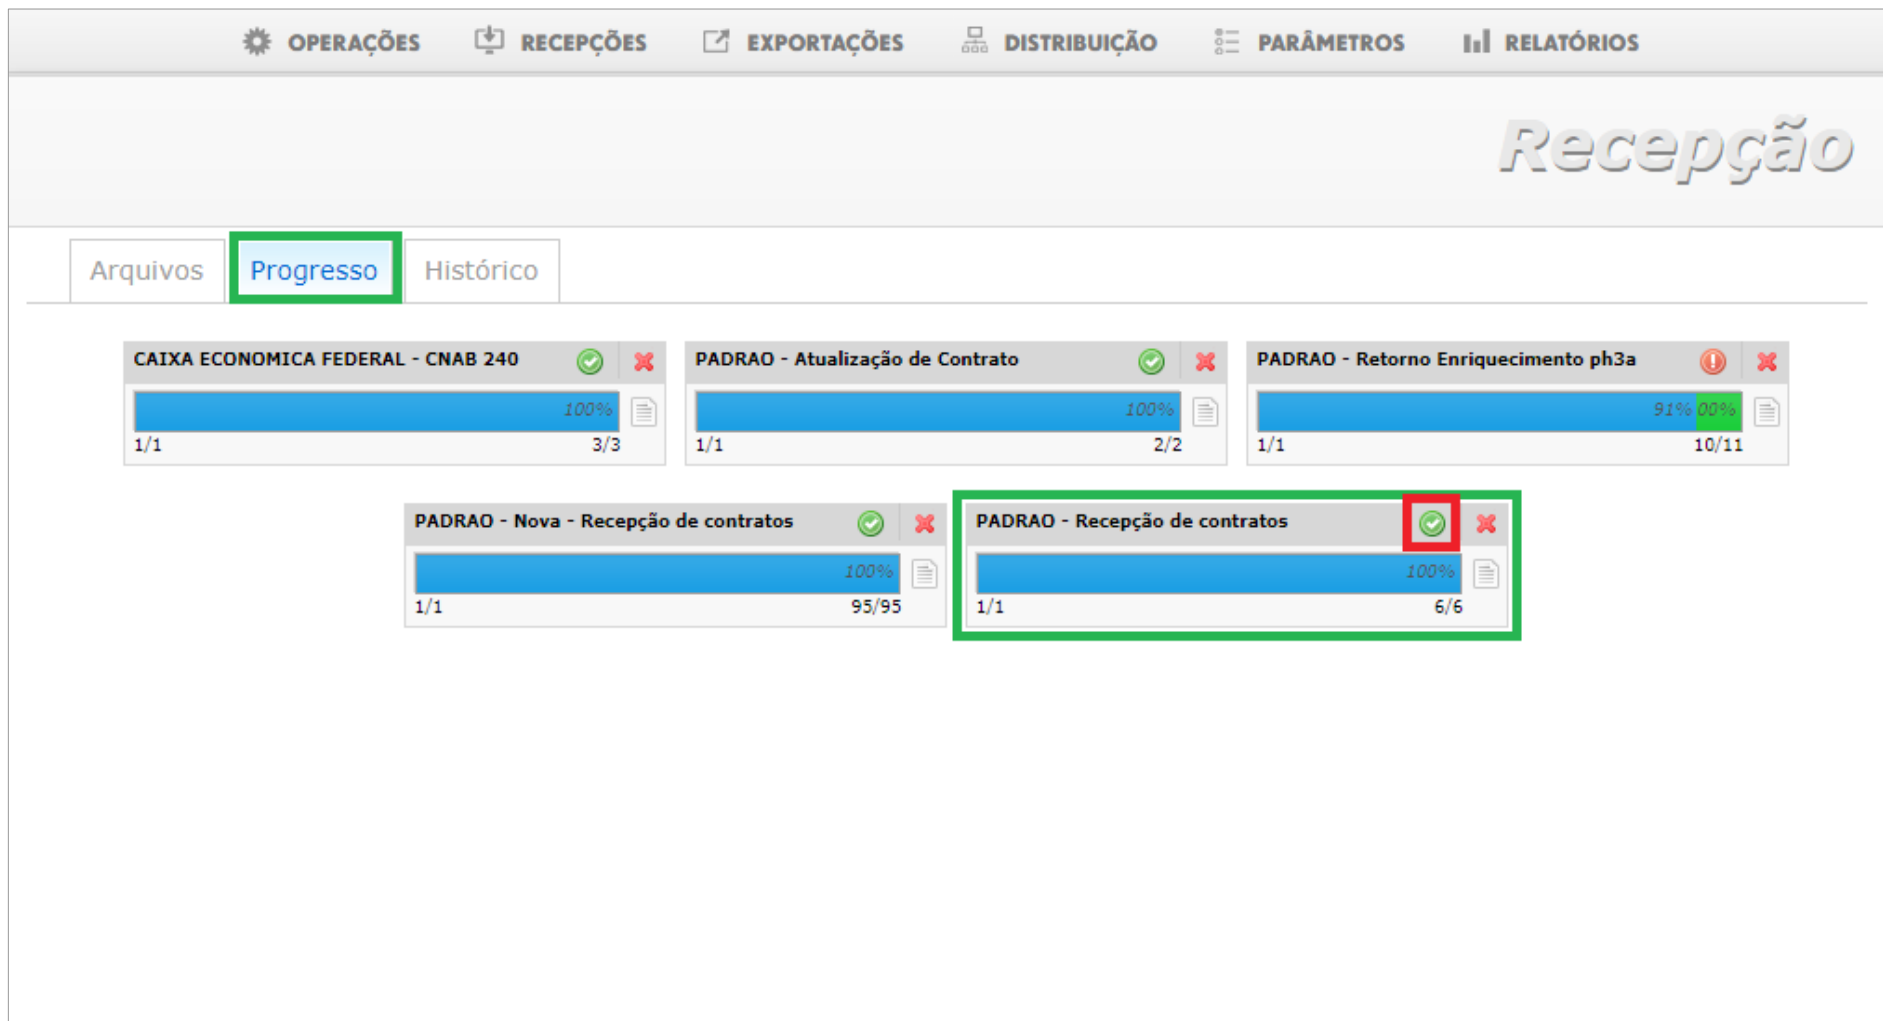 OPERAÇÕES RECEPÇÕES EXPORTAÇÕES DISTRIBUIÇÃO PARÂMETROS RELATÓRIOS
Recepção
Arquivos Progresso Histórico
CAIXA ECONOMICA FEDERAL - CNAB 240
100%
1/1 3/3
PADRAO - Atualização de Contrato
100%
1/1 2/2
PADRAO - Retorno Enriquecimento ph3a
91% 00%
1/1 10/11
PADRAO - Nova - Recepção de contratos
100%
1/1 95/95
PADRAO - Recepção de contratos
100%
1/1 6/6